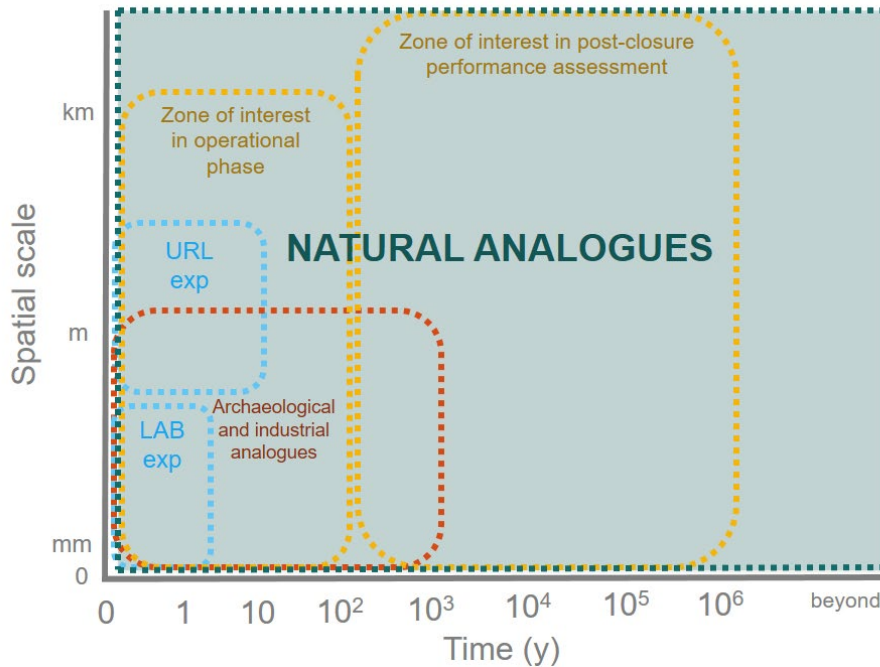 Zone of interest in post-closure
performance assessment
km
Zone of interest
in operational
phase
Spatial scale
URL
exp
NATURAL ANALOGUES
m
Archaeological
and industrial
analogues
LAB
exp
mm
0
0 1 10 10² 10³ 10⁴ 10⁵ 10⁶ beyond
Time (y)